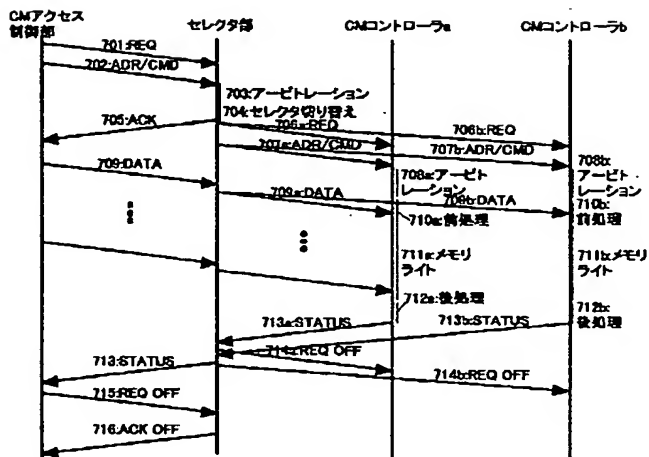 CMアクセス
制御部
セレクタ部
CMコントローラa
CMコントローラb
701:REQ
702:ADR/CMD
703:アービトレーション
704:セレクタ切り替え
705:ACK
706a:REQ
706b:REQ
707a:ADR/CMD
707b:ADR/CMD
708a:アービト
レーション
708b:
アービト
レーション
709:DATA
709a:DATA
709b:DATA
710a:前処理
710b:
前処理
711a:メモリ
ライト
711b:メモリ
ライト
712a:後処理
712b:
後処理
713a:STATUS
713b:STATUS
714a:REQ OFF
713:STATUS
714b:REQ OFF
715:REQ OFF
716:ACK OFF